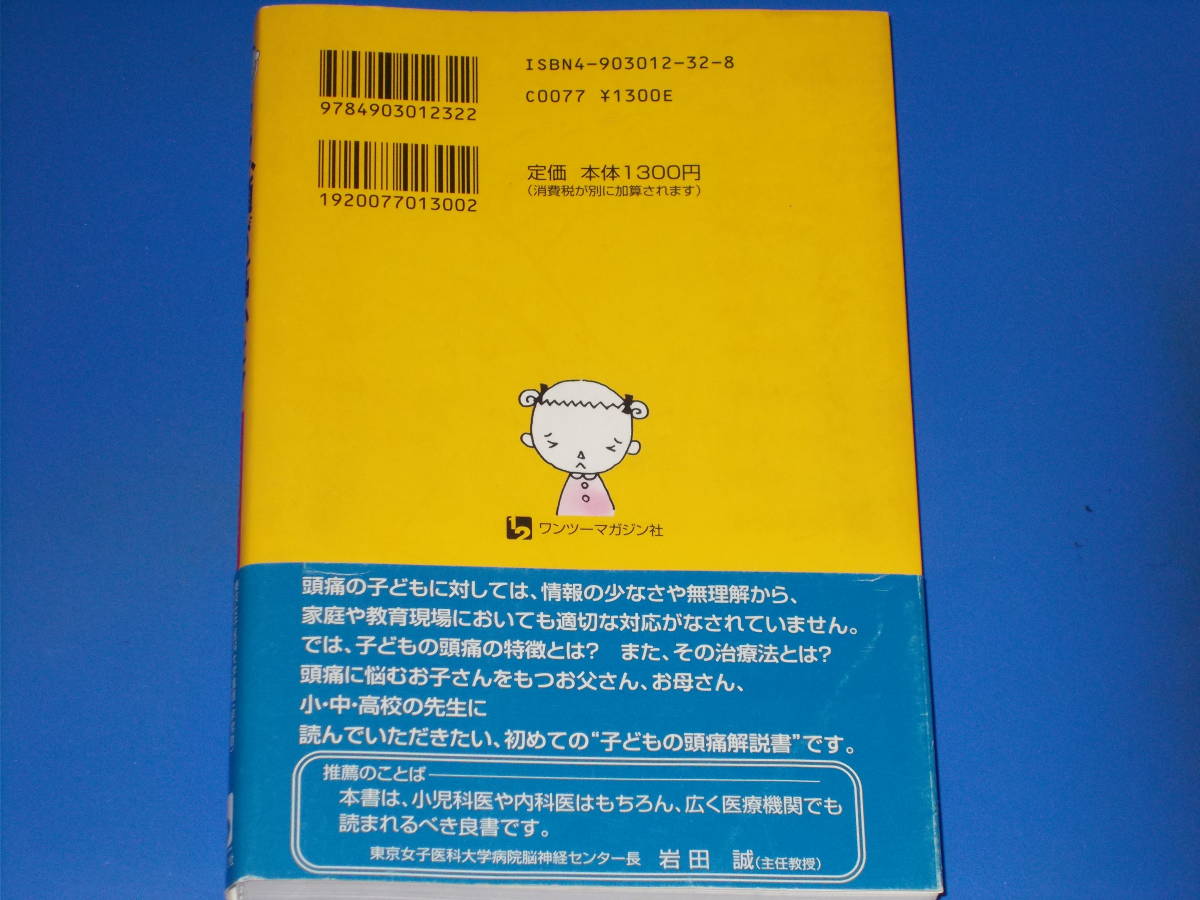 ISBN4-903012-32-8
9784903012322
C0077 ¥1300E
定価 本体1300円
(消費税が別に加算されます)
1920077013002
12 ワンツーマガジン社
頭痛の子どもに対しては、情報の少なさや無理解から、
家庭や教育現場においても適切な対応がなされていません。
では、子どもの頭痛の特徴とは? また、その治療法とは?
頭痛に悩むお子さんをもつお父さん、お母さん、
小・中・高校の先生に
読んでいただきたい、初めての“子どもの頭痛解説書”です。
推薦のことば
本書は、小児科医や内科医はもちろん、広く医療機関でも
読まれるべき良書です。
東京女子医科大学病院脳神経センター長 岩田 誠(主任教授)